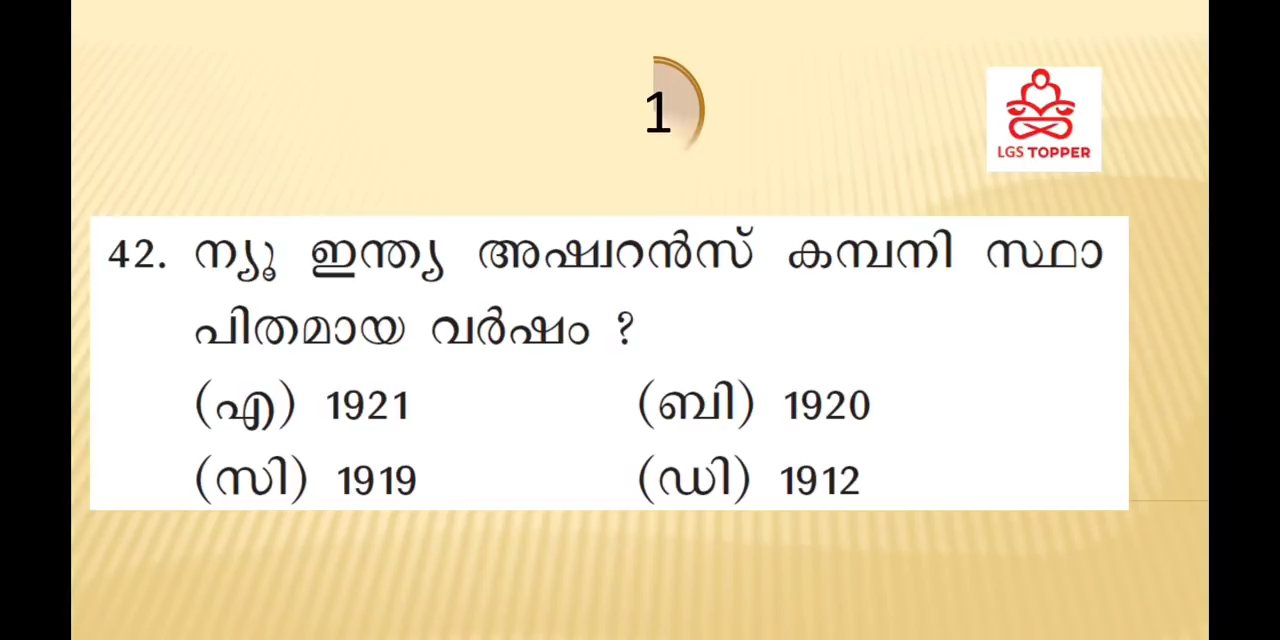 1
LGS TOPPER
42. ന്യൂ ഇന്ത്യ അഷ്വറൻസ് കമ്പനി സ്ഥാ
പിതമായ വർഷം ?
(എ) 1921 (ബി) 1920
(സി) 1919 (ഡി) 1912